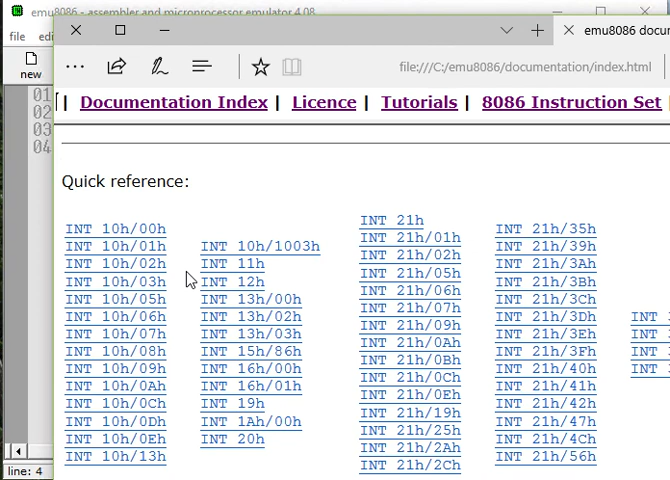 emu8086 - assembler and microprocessor emulator 4.08
file
new
01
02
03
04
line: 4
emu8086 docu
file:///C:/emu8086/documentation/index.html
| Documentation Index | Licence | Tutorials | 8086 Instruction Set |
Quick reference:
INT 10h/00h
INT 10h/01h
INT 10h/02h
INT 10h/03h
INT 10h/05h
INT 10h/06h
INT 10h/07h
INT 10h/08h
INT 10h/09h
INT 10h/0Ah
INT 10h/0Ch
INT 10h/0Dh
INT 10h/0Eh
INT 10h/13h
INT 10h/1003h
INT 11h
INT 12h
INT 13h/00h
INT 13h/02h
INT 13h/03h
INT 15h/86h
INT 16h/00h
INT 16h/01h
INT 19h
INT 1Ah/00h
INT 20h
INT 21h
INT 21h/01h
INT 21h/02h
INT 21h/05h
INT 21h/06h
INT 21h/07h
INT 21h/09h
INT 21h/0Ah
INT 21h/0Bh
INT 21h/0Ch
INT 21h/0Eh
INT 21h/19h
INT 21h/25h
INT 21h/2Ah
INT 21h/2Ch
INT 21h/35h
INT 21h/39h
INT 21h/3Ah
INT 21h/3Bh
INT 21h/3Ch
INT 21h/3Dh
INT 21h/3Eh
INT 21h/3Fh
INT 21h/40h
INT 21h/41h
INT 21h/42h
INT 21h/47h
INT 21h/4Ch
INT 21h/56h
INT
INT
INT
INT